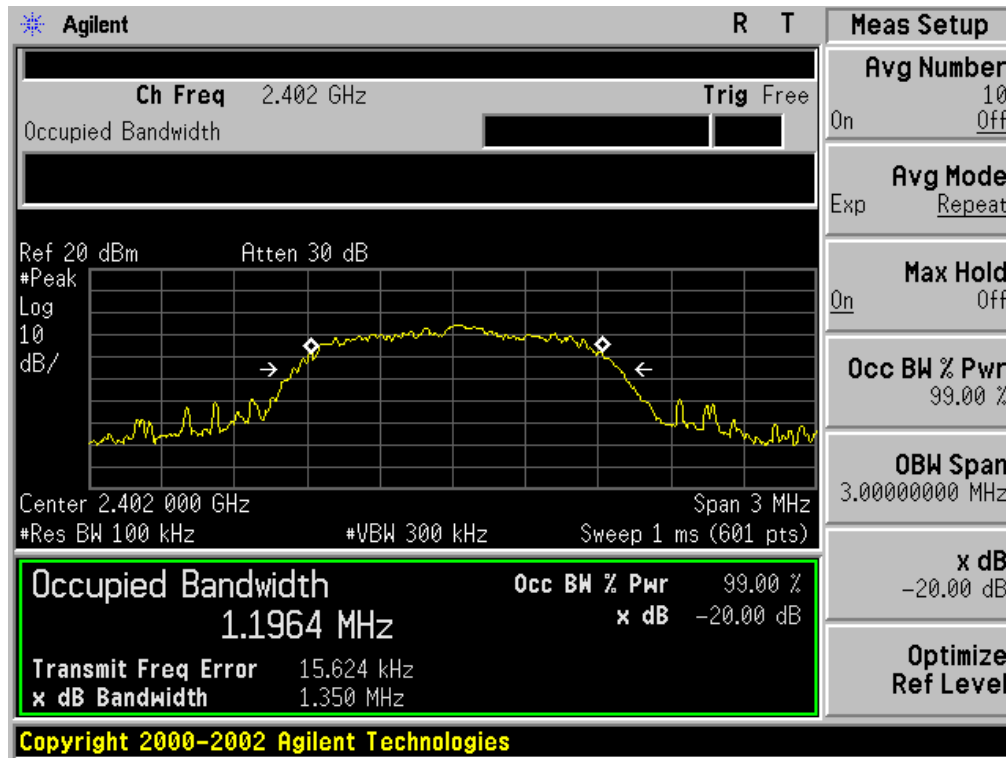 Agilent R T
Ch Freq 2.402 GHz Trig Free
Occupied Bandwidth
Ref 20 dBm Atten 30 dB
#Peak
Log
10
dB/
Center 2.402 000 GHz Span 3 MHz
#Res BW 100 kHz #VBW 300 kHz Sweep 1 ms (601 pts)
Occupied Bandwidth Occ BW % Pwr 99.00 %
1.1964 MHz x dB -20.00 dB
Transmit Freq Error 15.624 kHz
x dB Bandwidth 1.350 MHz
Copyright 2000-2002 Agilent Technologies
Meas Setup
Avg Number
10
On Off
Avg Mode
Exp Repeat
Max Hold
On Off
Occ BW % Pwr
99.00 %
OBW Span
3.00000000 MHz
x dB
-20.00 dB
Optimize
Ref Level